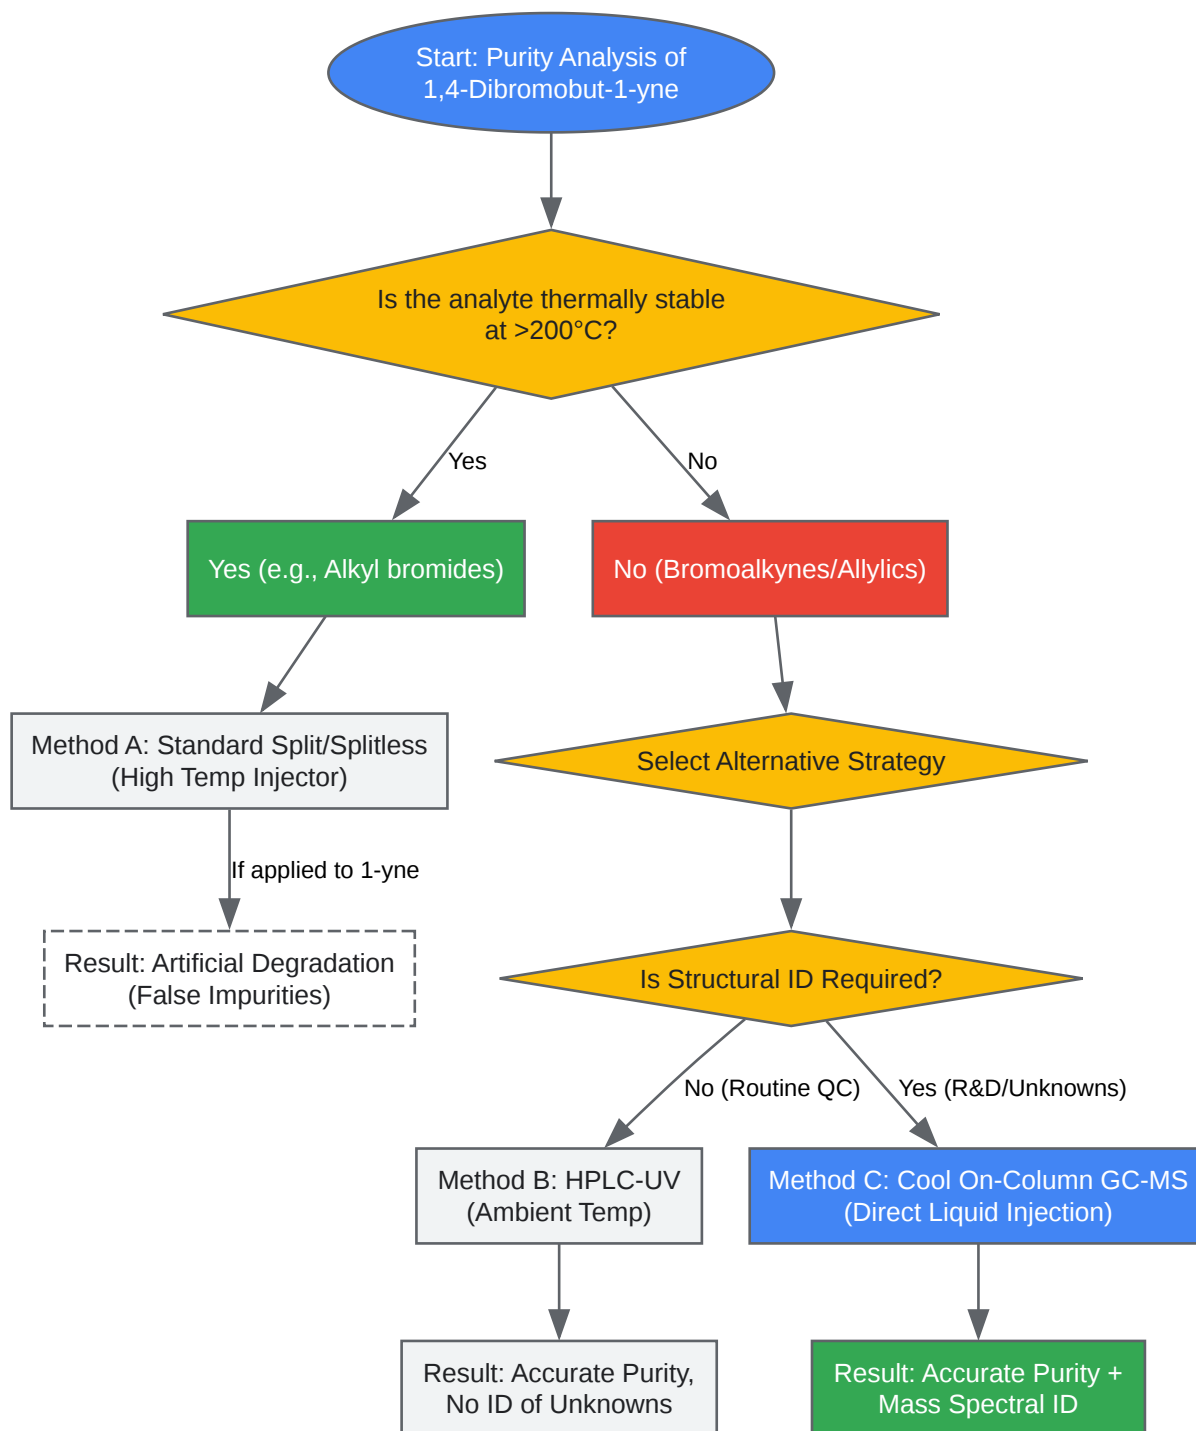 Start: Purity Analysis of
1,4-Dibromobut-1-yne
Is the analyte thermally stable
at >200°C?
Yes
No
Yes (e.g., Alkyl bromides)
No (Bromoalkynes/Allylics)
Method A: Standard Split/Splitless
(High Temp Injector)
Select Alternative Strategy
If applied to 1-yne
Result: Artificial Degradation
(False Impurities)
Is Structural ID Required?
No (Routine QC)
Yes (R&D/Unknowns)
Method B: HPLC-UV
(Ambient Temp)
Method C: Cool On-Column GC-MS
(Direct Liquid Injection)
Result: Accurate Purity,
No ID of Unknowns
Result: Accurate Purity +
Mass Spectral ID